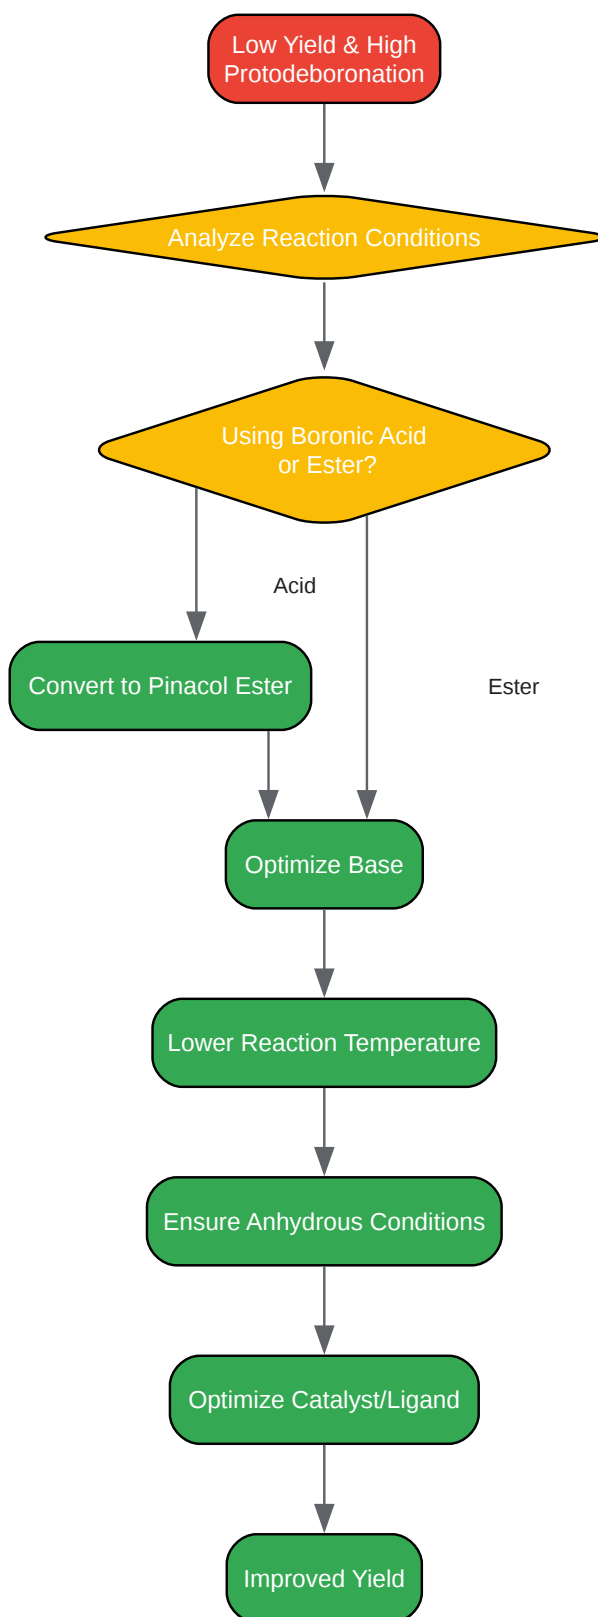 Low Yield & High
Protodeboronation
Analyze Reaction Conditions
Using Boronic Acid
or Ester?
Acid
Convert to Pinacol Ester
Ester
Optimize Base
Lower Reaction Temperature
Ensure Anhydrous Conditions
Optimize Catalyst/Ligand
Improved Yield